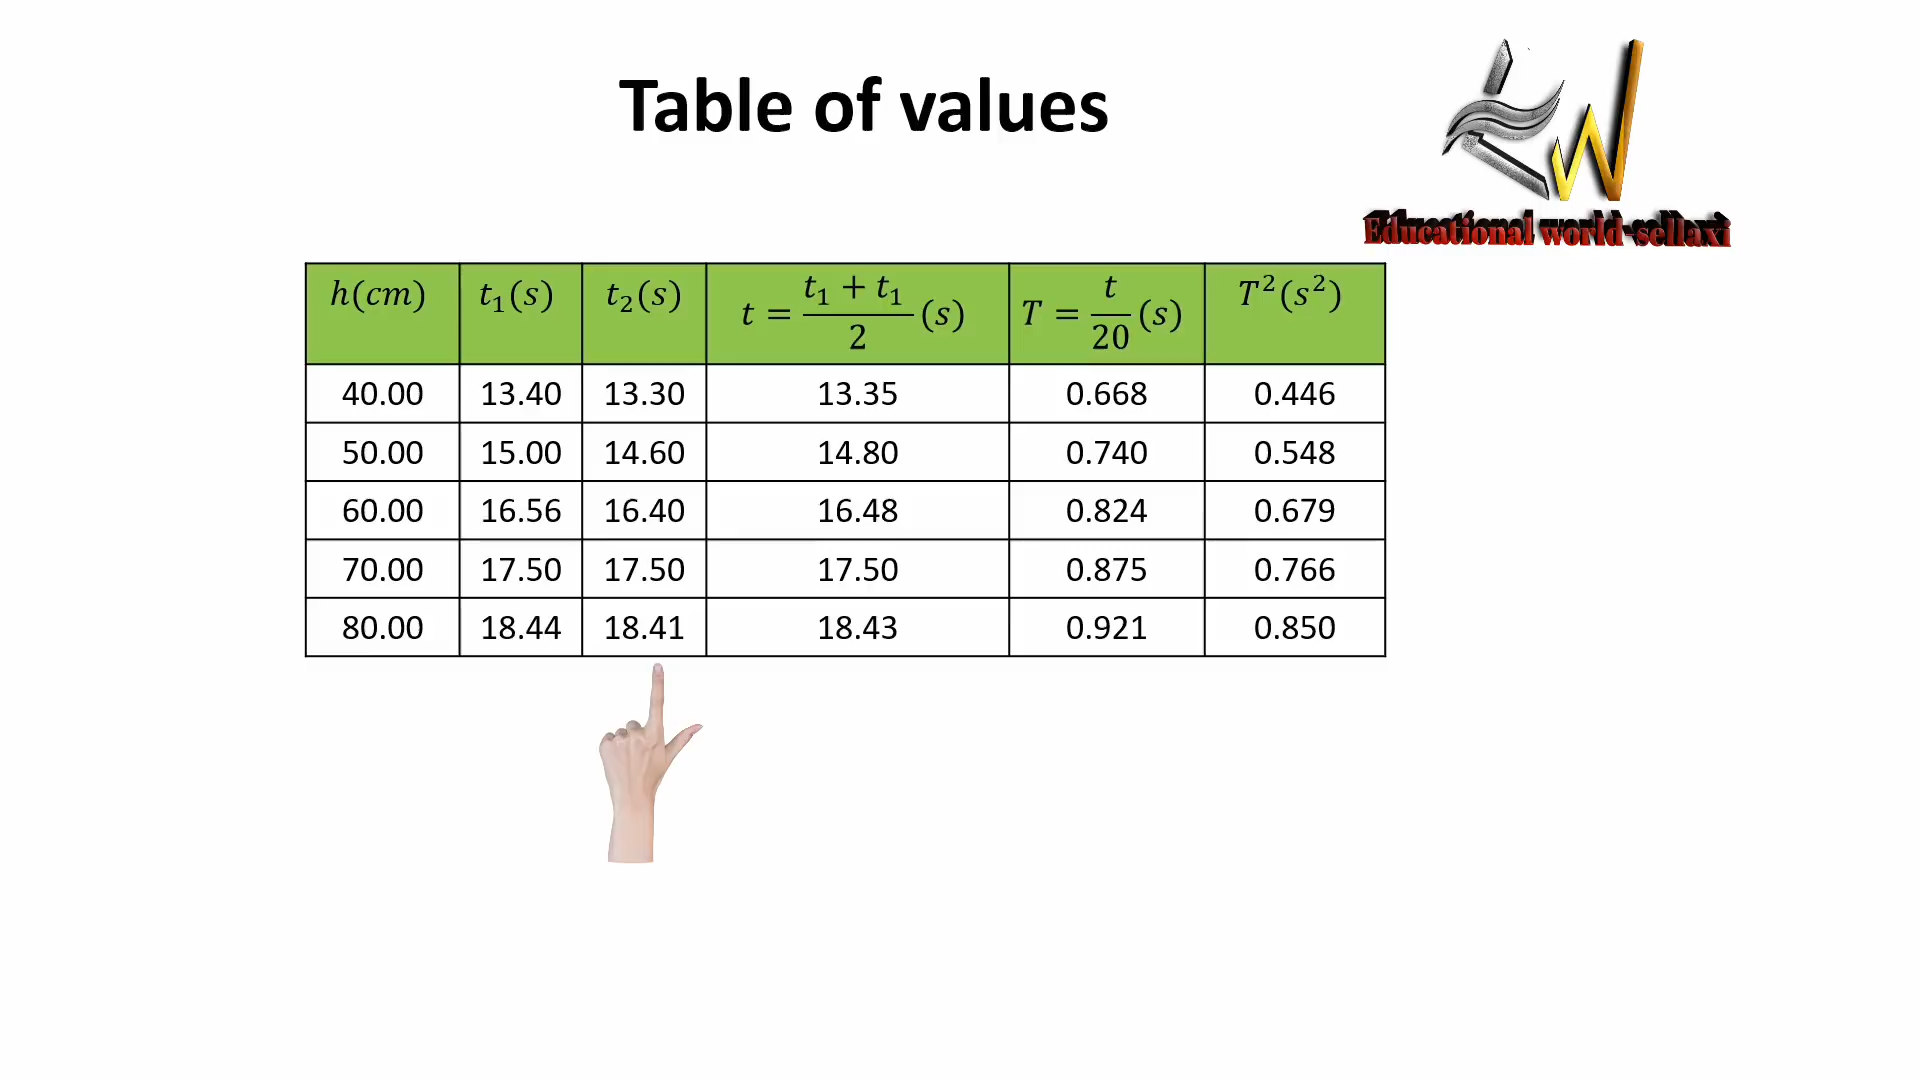 Table of values
Educational world-sellaxi
h(cm) t₁(s) t₂(s) t = (t₁ + t₁)/2 (s) T = t/20 (s) T²(s²)
40.00 13.40 13.30 13.35 0.668 0.446
50.00 15.00 14.60 14.80 0.740 0.548
60.00 16.56 16.40 16.48 0.824 0.679
70.00 17.50 17.50 17.50 0.875 0.766
80.00 18.44 18.41 18.43 0.921 0.850